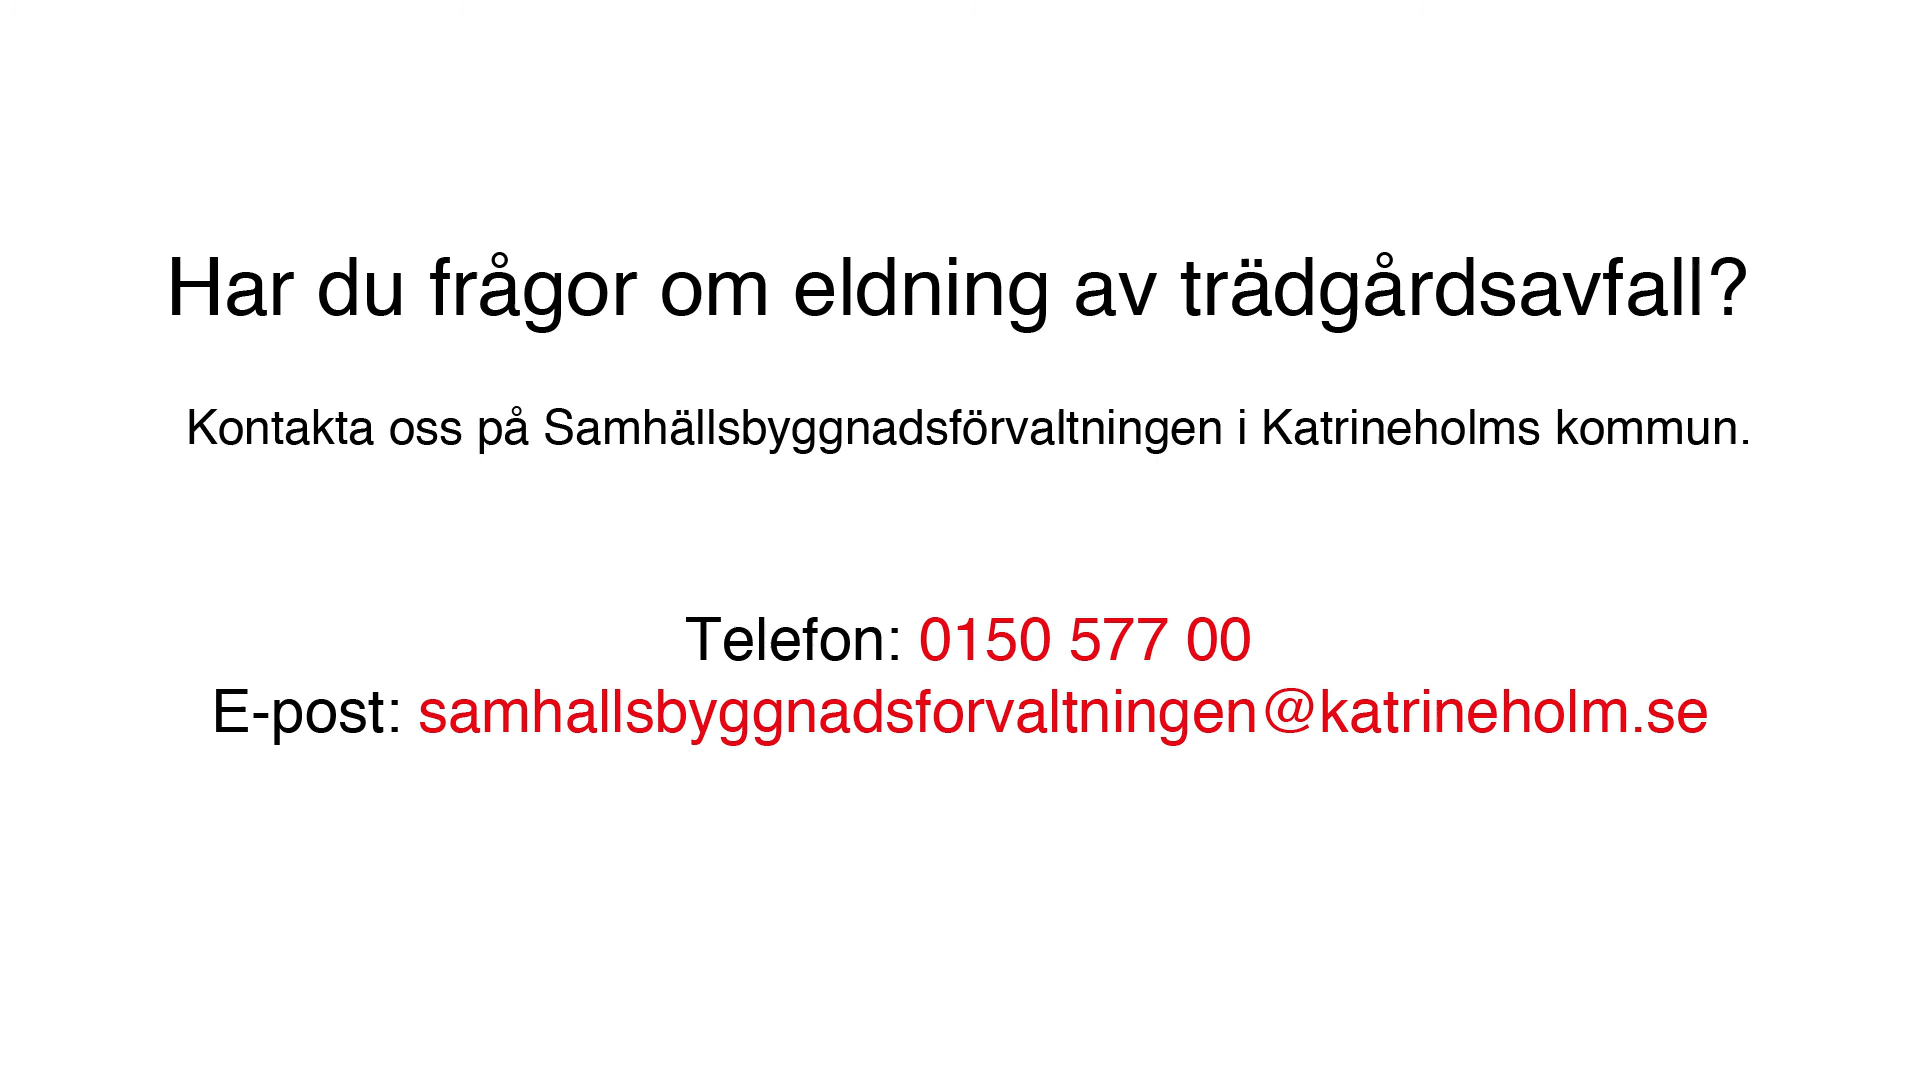 Har du frågor om eldning av trädgårdsavfall?
Kontakta oss på Samhällsbyggnadsförvaltningen i Katrineholms kommun.
Telefon: 0150 577 00
E-post: samhallsbyggnadsforvaltningen@katrineholm.se